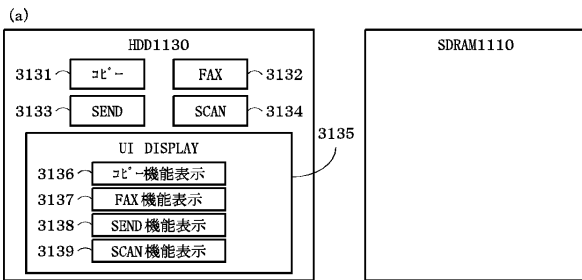 (a)
HDD1130
SDRAM1110
3131
ｺﾋﾟｰ
FAX
3132
3133
SEND
SCAN
3134
3135
UI DISPLAY
3136
ｺﾋﾟｰ機能表示
3137
FAX機能表示
3138
SEND機能表示
3139
SCAN機能表示